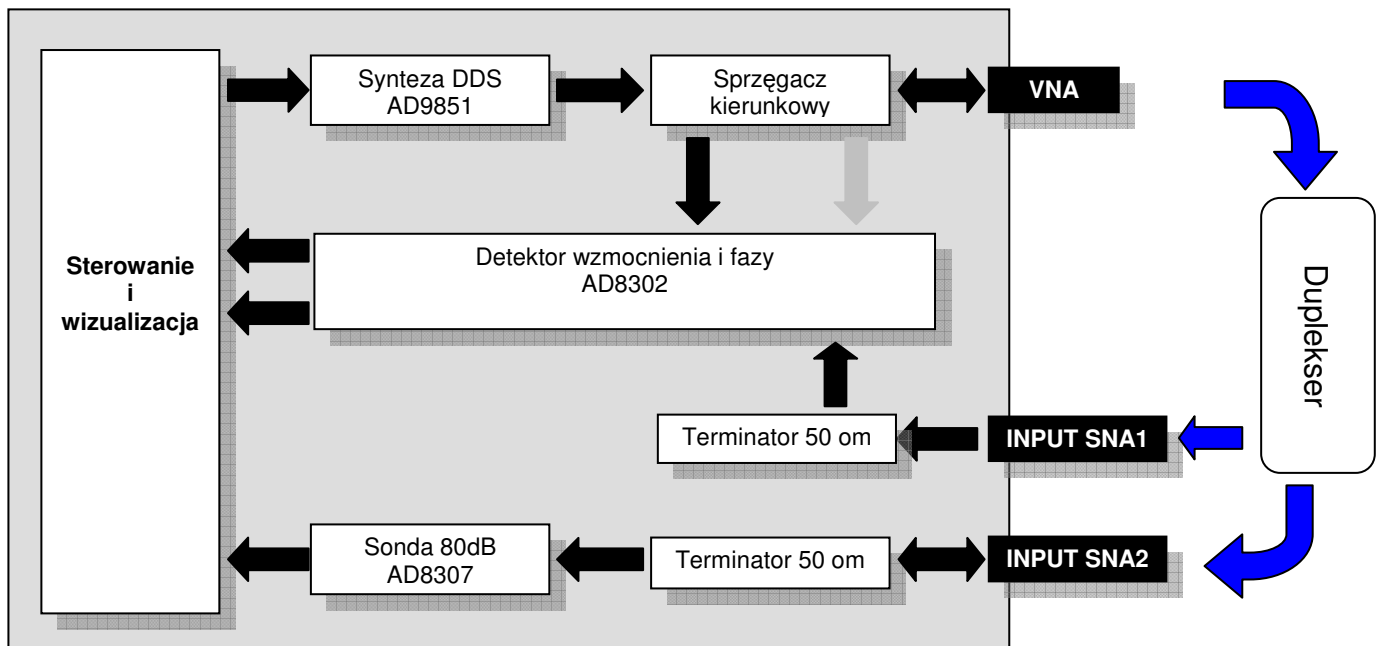 Synteza DDS
AD9851
Sprzęgacz
kierunkowy
VNA
Sterowanie
i
wizualizacja
Detektor wzmocnienia i fazy
AD8302
Duplekser
Terminator 50 om
INPUT SNA1
Sonda 80dB
AD8307
Terminator 50 om
INPUT SNA2